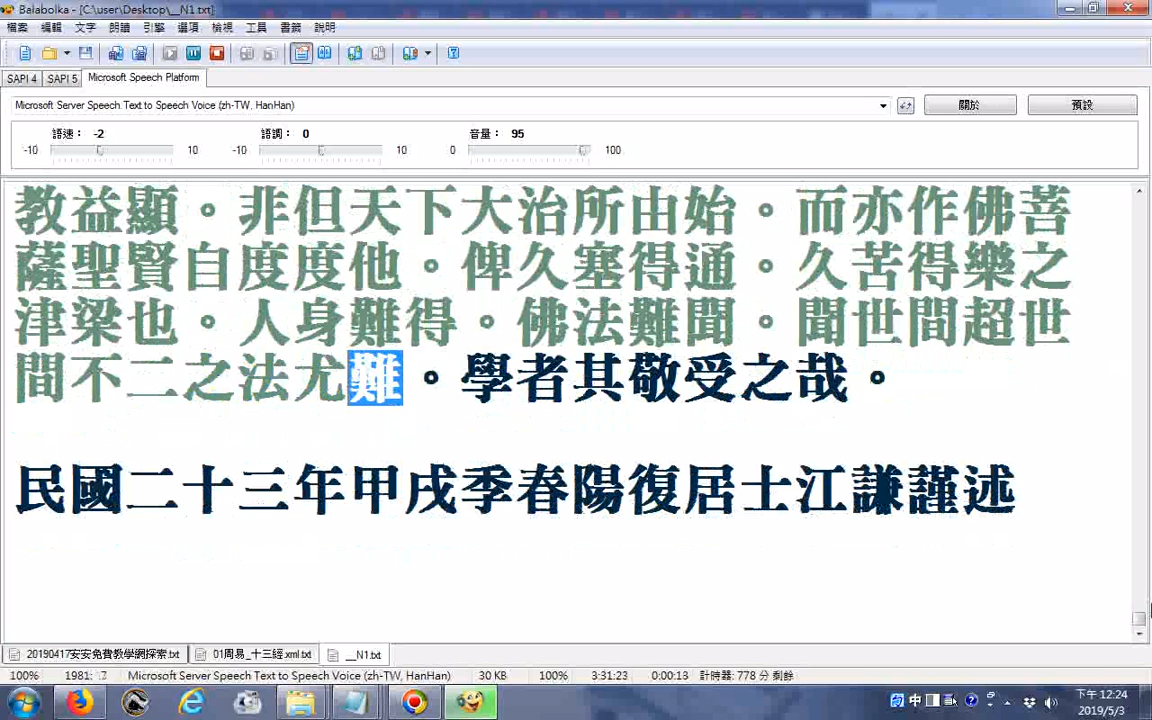 Balabolka - [C:\user\Desktop\__N1.txt]
檔案 編輯 文字 朗讀 引擎 選項 檢視 工具 書籤 說明
SAPI 4 SAPI 5 Microsoft Speech Platform
Microsoft Server Speech Text to Speech Voice (zh-TW, HanHan) 關於 預設
語速： -2 語調： 0 音量： 95
-10 10 -10 10 0 100
教益顯。非但天下大治所由始。而亦作佛菩
薩聖賢自度度他。俾久塞得通。久苦得樂之
津梁也。人身難得。佛法難聞。聞世間超世
間不二之法尤難。學者其敬受之哉。
民國二十三年甲戌季春陽復居士江謙謹述
20190417安安免費教學網探索.txt 01周易_十三經.xml.txt __N1.txt
100% 1981: 7 Microsoft Server Speech Text to Speech Voice (zh-TW, HanHan) 30 KB 100% 3:31:23 0:00:13 計時器: 778 分 剩餘
中 下午 12:24
2019/5/3